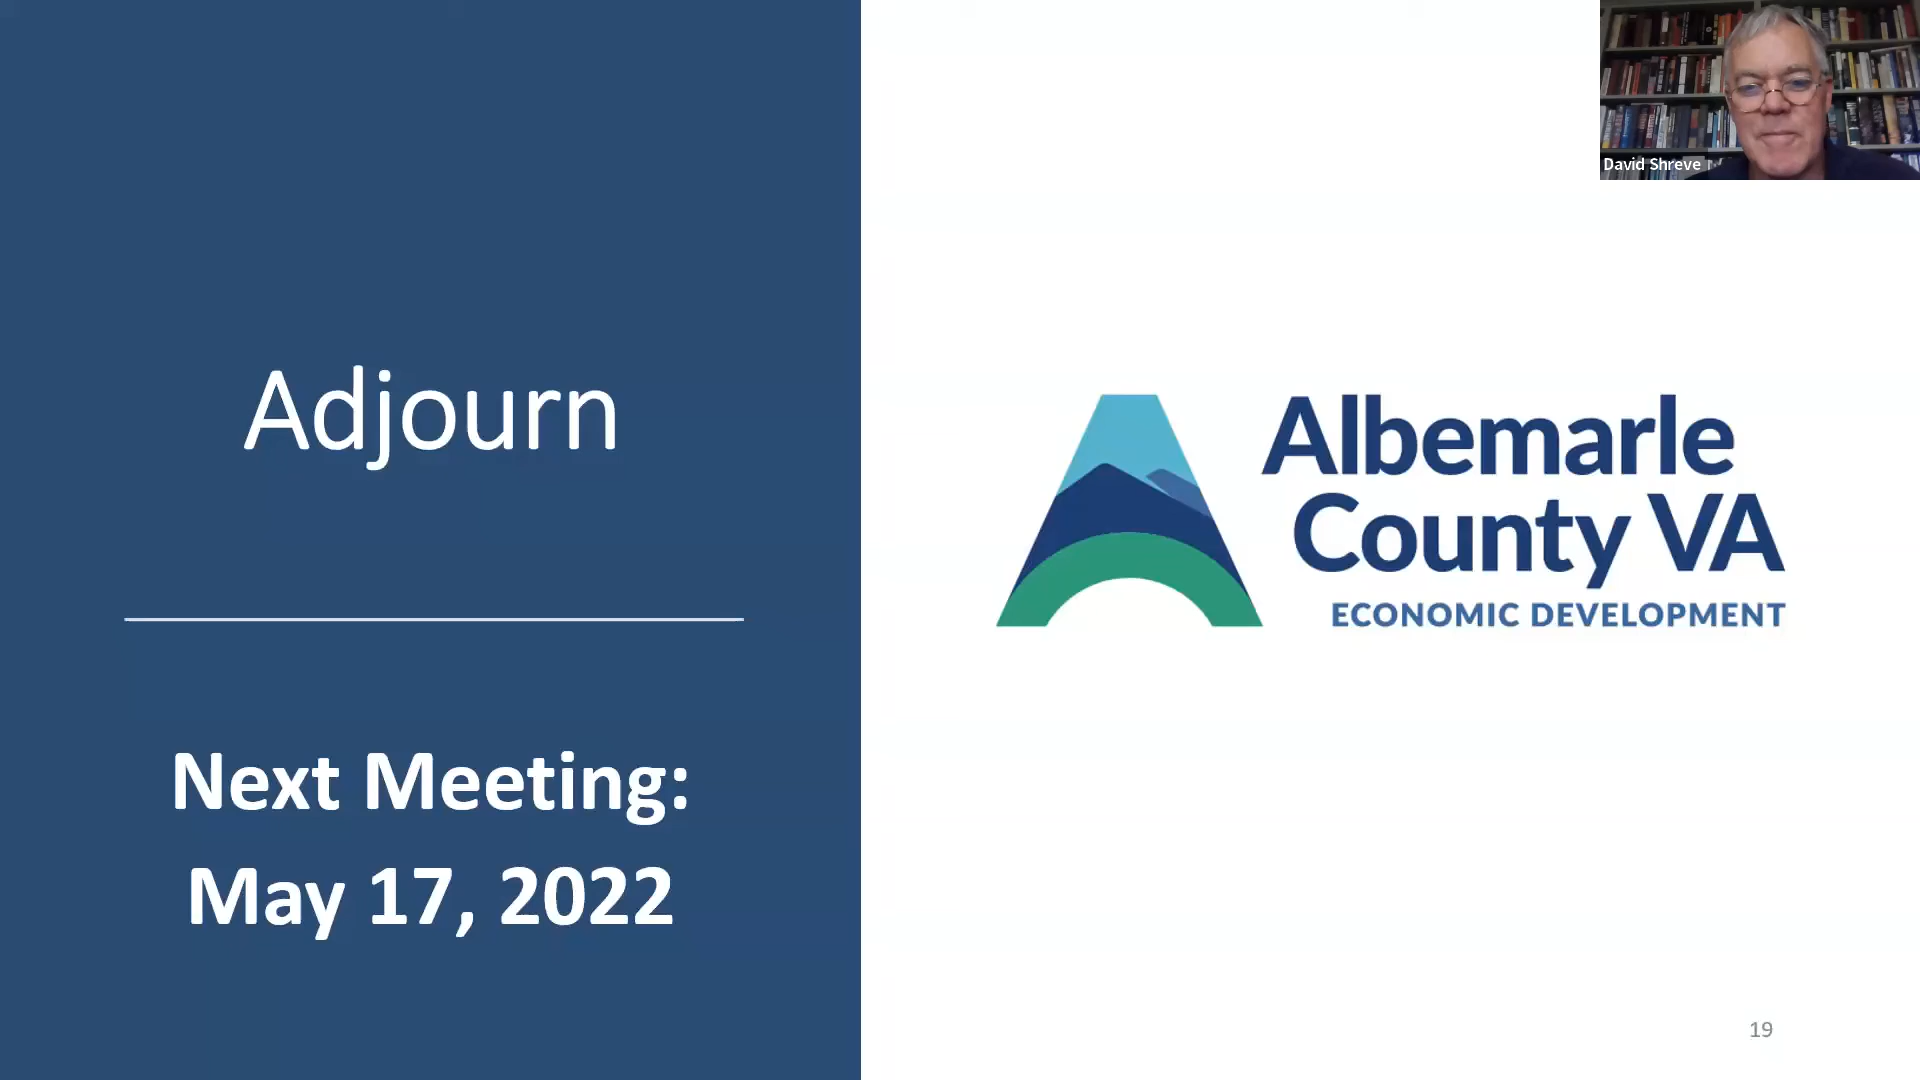 Adjourn
Next Meeting:
May 17, 2022
Albemarle
County VA
ECONOMIC DEVELOPMENT
David Shreve
19